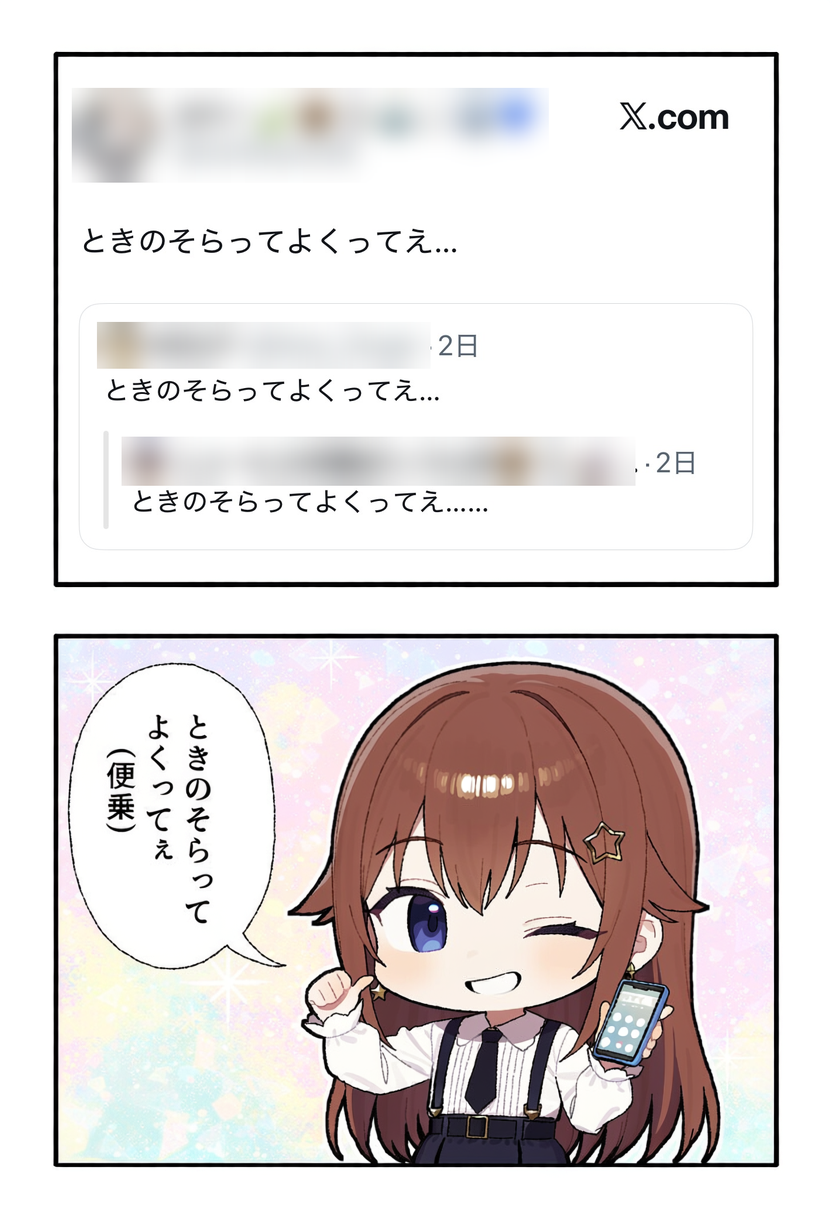 𝕏.com
ときのそらってよくってえ...
· 2日
ときのそらってよくってえ...
. · 2日
ときのそらってよくってえ......
ときのそらって
よくってぇ
(便乗)